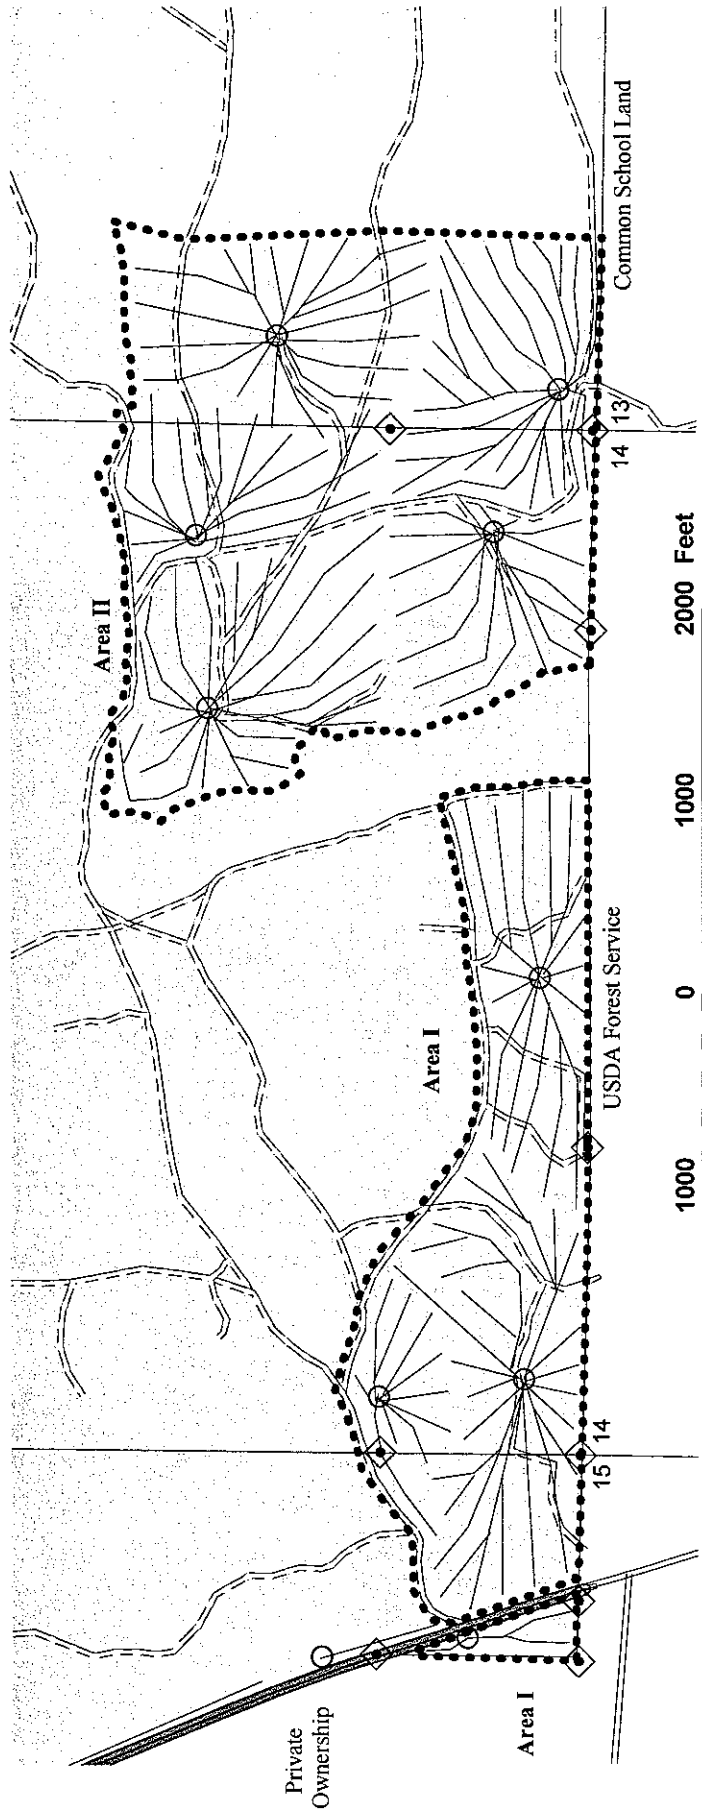 Private
Ownership
Area I
Area I
Area II
15
14
14
13
USDA Forest Service
Common School Land
1000
0
1000
2000 Feet